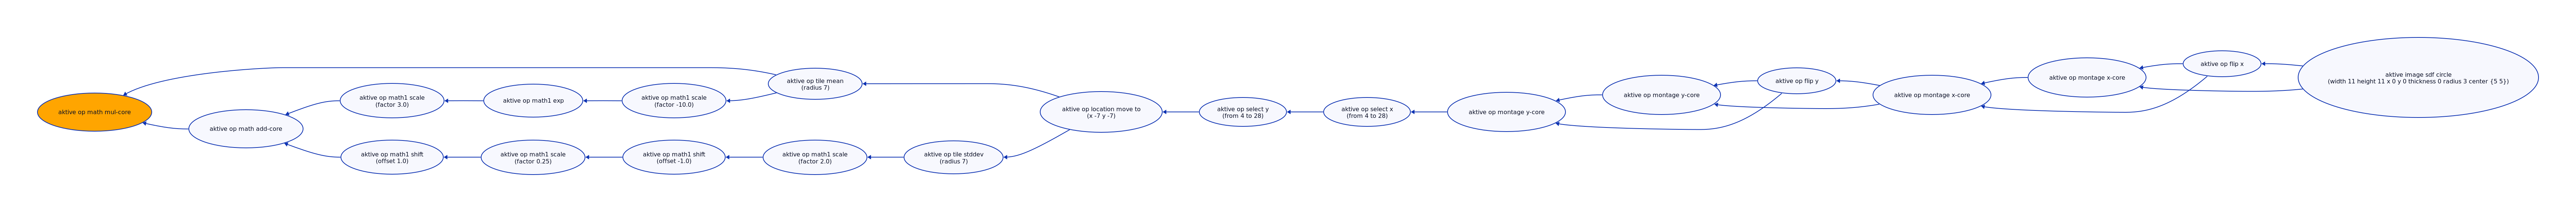 aktive op math mul-core
aktive op math add-core
aktive op math1 scale
(factor 3.0)
aktive op math1 shift
(offset 1.0)
aktive op math1 exp
aktive op math1 scale
(factor 0.25)
aktive op math1 scale
(factor -10.0)
aktive op math1 shift
(offset -1.0)
aktive op tile mean
(radius 7)
aktive op math1 scale
(factor 2.0)
aktive op tile stddev
(radius 7)
aktive op location move to
(x -7 y -7)
aktive op select y
(from 4 to 28)
aktive op select x
(from 4 to 28)
aktive op montage y-core
aktive op montage y-core
aktive op flip y
aktive op montage x-core
aktive op montage x-core
aktive op flip x
aktive image sdf circle
(width 11 height 11 x 0 y 0 thickness 0 radius 3 center {5 5})